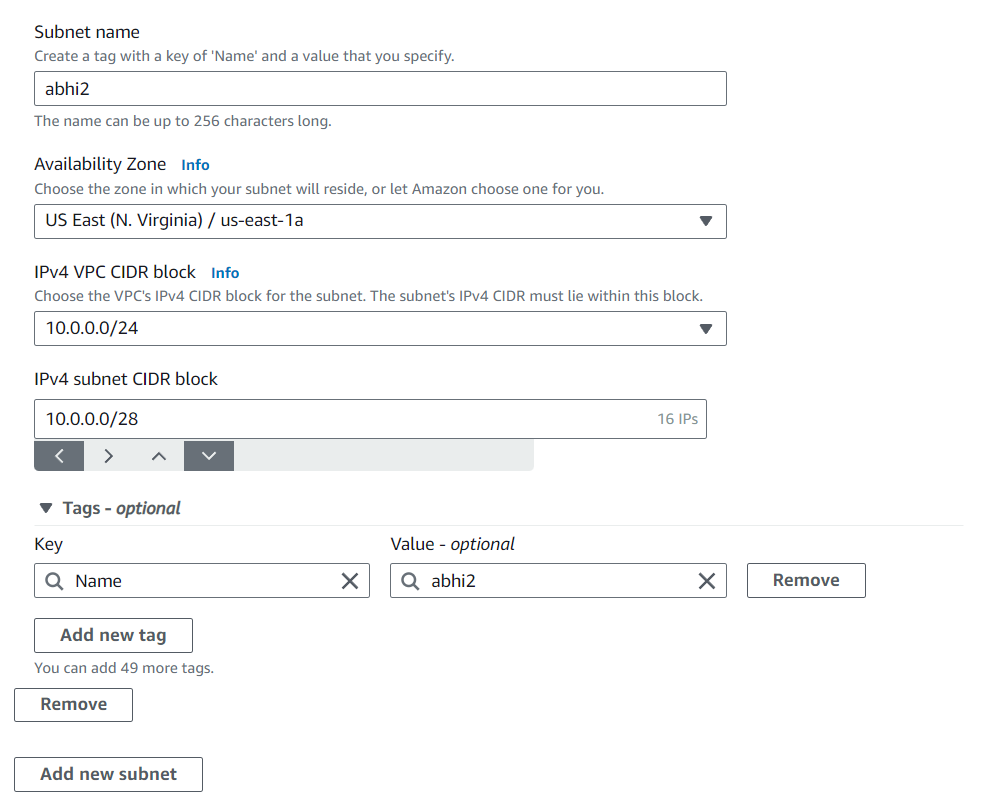 Subnet name
Create a tag with a key of 'Name' and a value that you specify.
abhi2
The name can be up to 256 characters long.
Availability Zone Info
Choose the zone in which your subnet will reside, or let Amazon choose one for you.
US East (N. Virginia) / us-east-1a
IPv4 VPC CIDR block Info
Choose the VPC's IPv4 CIDR block for the subnet. The subnet's IPv4 CIDR must lie within this block.
10.0.0.0/24
IPv4 subnet CIDR block
10.0.0.0/28 16 IPs
Tags - optional
Key Value - optional
Name abhi2 Remove
Add new tag
You can add 49 more tags.
Remove
Add new subnet